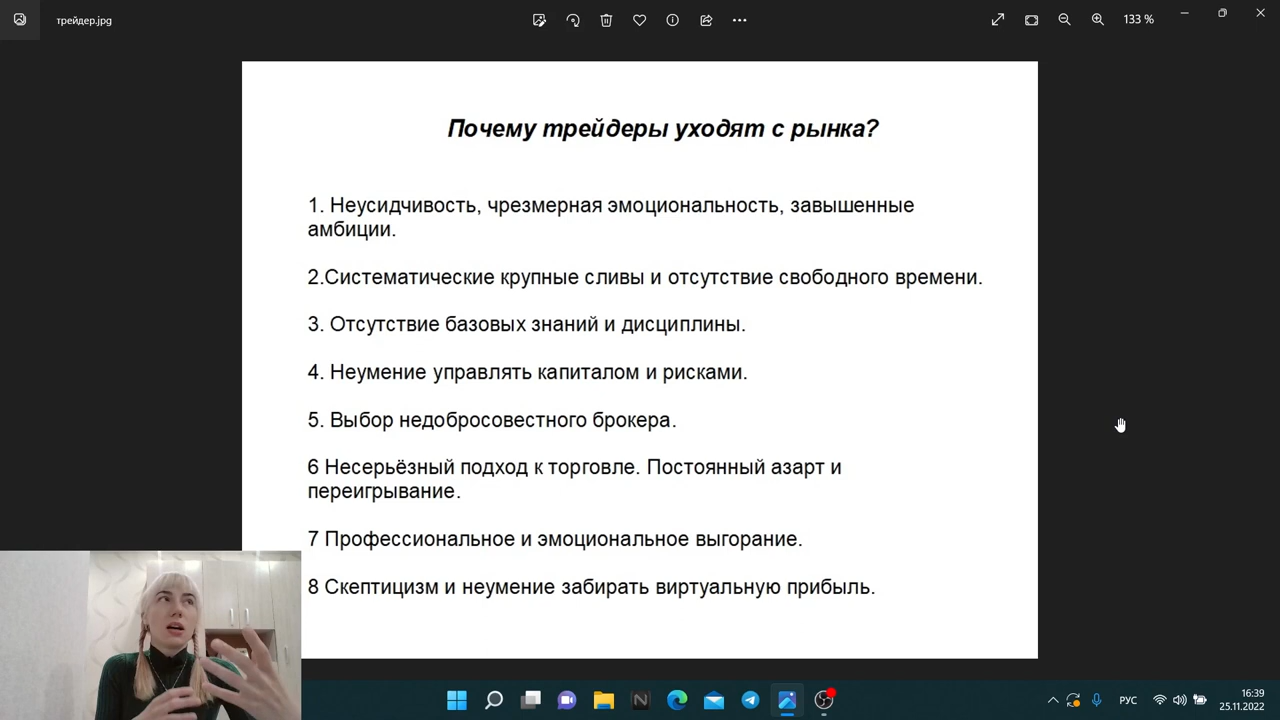 трейдер.jpg
133 %
Почему трейдеры уходят с рынка?
1. Неусидчивость, чрезмерная эмоциональность, завышенные
амбиции.
2.Систематические крупные сливы и отсутствие свободного времени.
3. Отсутствие базовых знаний и дисциплины.
4. Неумение управлять капиталом и рисками.
5. Выбор недобросовестного брокера.
6 Несерьёзный подход к торговле. Постоянный азарт и
переигрывание.
7 Профессиональное и эмоциональное выгорание.
8 Скептицизм и неумение забирать виртуальную прибыль.
N
РУС
16:39
25.11.2022